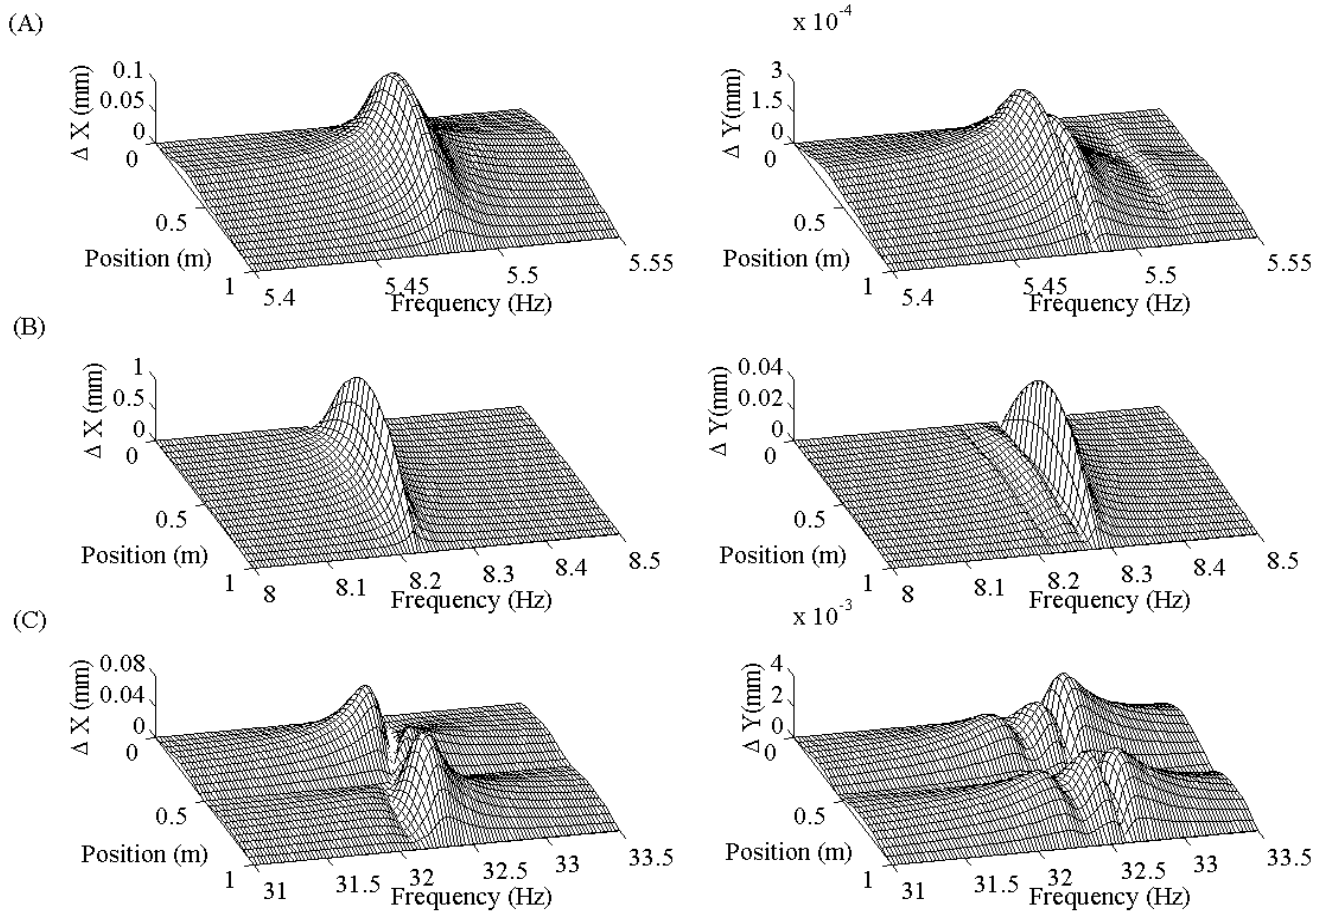 (A)
x 10-4
0.1
0.05
0
Δ X (mm)
0
0.5
Position (m)
1
5.4
5.45
5.5
5.55
Frequency (Hz)
3
1.5
0
Δ Y(mm)
0
0.5
Position (m)
1
5.4
5.45
5.5
5.55
Frequency (Hz)
(B)
1
0.5
0
Δ X (mm)
0
0.5
Position (m)
1
8
8.1
8.2
8.3
8.4
8.5
Frequency (Hz)
0.04
0.02
0
Δ Y(mm)
0
0.5
Position (m)
1
8
8.1
8.2
8.3
8.4
8.5
Frequency (Hz)
(C)
x 10-3
0.08
0.04
0
Δ X (mm)
0
0.5
Position (m)
1
31
31.5
32
32.5
33
33.5
Frequency (Hz)
4
2
0
Δ Y(mm)
0
0.5
Position (m)
1
31
31.5
32
32.5
33
33.5
Frequency (Hz)